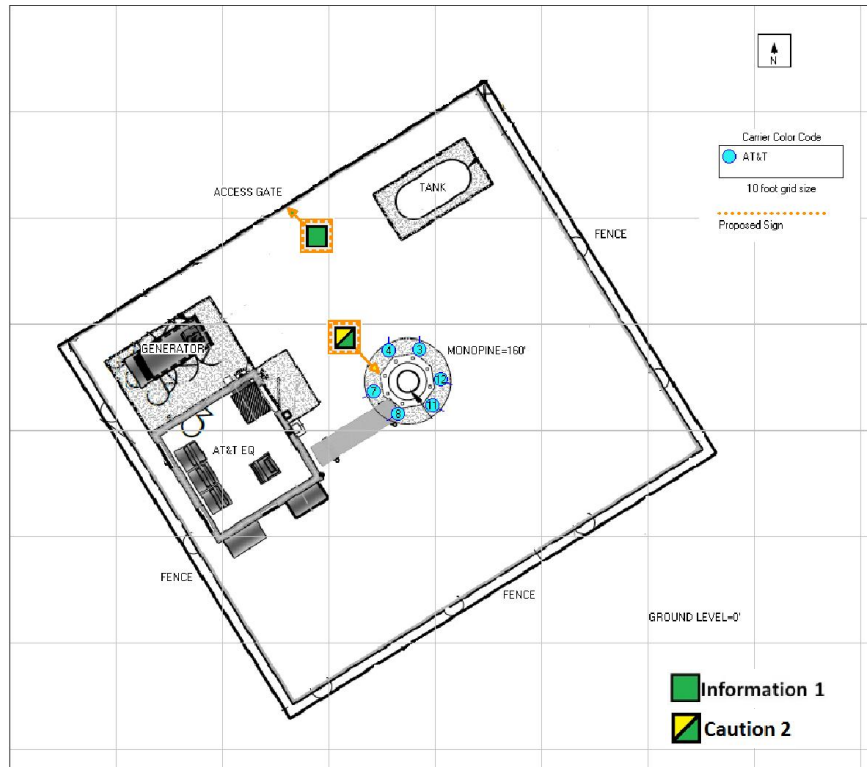 N
Carrier Color Code
AT&T
10 foot grid size
Proposed Sign
ACCESS GATE
TANK
FENCE
GENERATOR
MONOPINE=160'
4
3
7
12
8
11
AT&T EQ
FENCE
FENCE
GROUND LEVEL=0'
Information 1
Caution 2